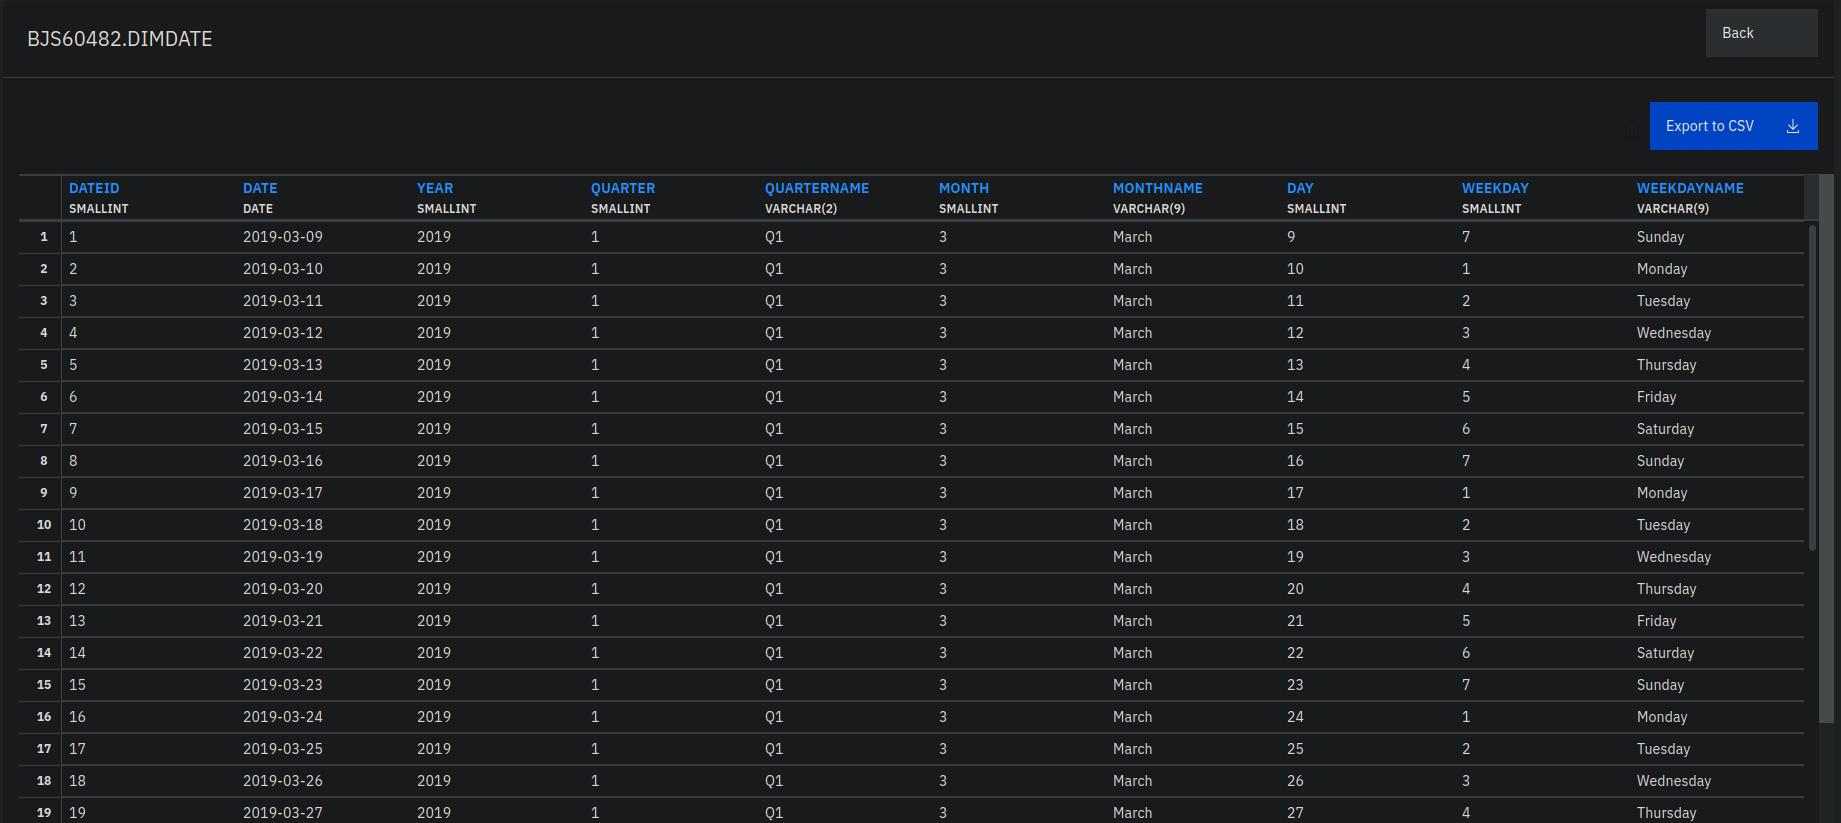 BJS60482.DIMDATE
Back
Export to CSV
DATEID DATE YEAR QUARTER QUARTERNAME MONTH MONTHNAME DAY WEEKDAY WEEKDAYNAME
SMALLINT DATE SMALLINT SMALLINT VARCHAR(2) SMALLINT VARCHAR(9) SMALLINT SMALLINT VARCHAR(9)
1 1 2019-03-09 2019 1 Q1 3 March 9 7 Sunday
2 2 2019-03-10 2019 1 Q1 3 March 10 1 Monday
3 3 2019-03-11 2019 1 Q1 3 March 11 2 Tuesday
4 4 2019-03-12 2019 1 Q1 3 March 12 3 Wednesday
5 5 2019-03-13 2019 1 Q1 3 March 13 4 Thursday
6 6 2019-03-14 2019 1 Q1 3 March 14 5 Friday
7 7 2019-03-15 2019 1 Q1 3 March 15 6 Saturday
8 8 2019-03-16 2019 1 Q1 3 March 16 7 Sunday
9 9 2019-03-17 2019 1 Q1 3 March 17 1 Monday
10 10 2019-03-18 2019 1 Q1 3 March 18 2 Tuesday
11 11 2019-03-19 2019 1 Q1 3 March 19 3 Wednesday
12 12 2019-03-20 2019 1 Q1 3 March 20 4 Thursday
13 13 2019-03-21 2019 1 Q1 3 March 21 5 Friday
14 14 2019-03-22 2019 1 Q1 3 March 22 6 Saturday
15 15 2019-03-23 2019 1 Q1 3 March 23 7 Sunday
16 16 2019-03-24 2019 1 Q1 3 March 24 1 Monday
17 17 2019-03-25 2019 1 Q1 3 March 25 2 Tuesday
18 18 2019-03-26 2019 1 Q1 3 March 26 3 Wednesday
19 19 2019-03-27 2019 1 Q1 3 March 27 4 Thursday